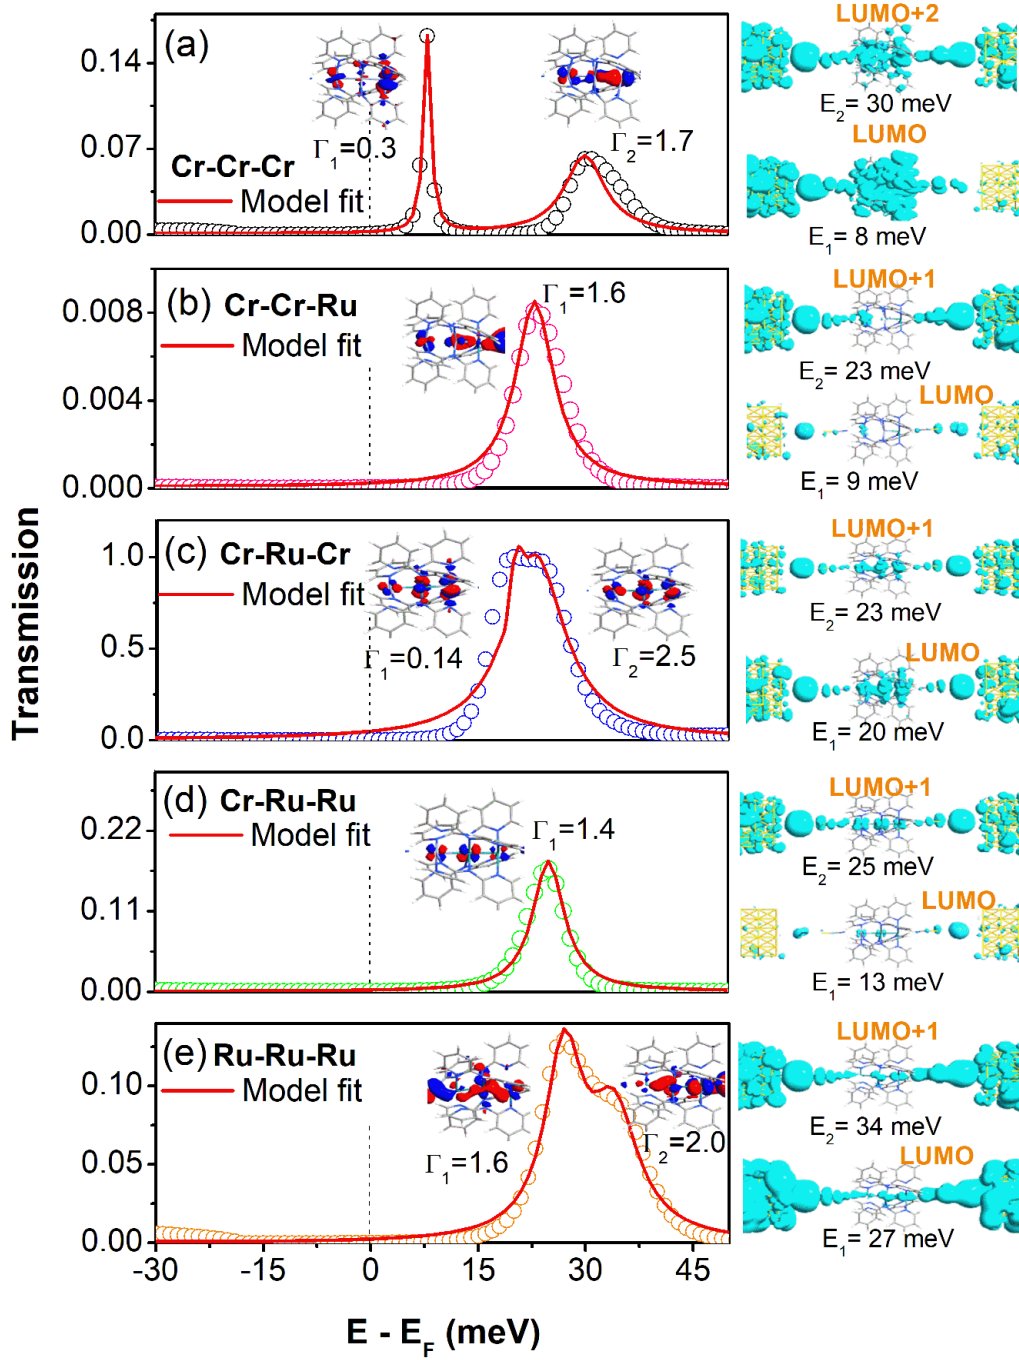 (a)
Cr-Cr-Cr
Model fit
Γ1=0.3
Γ2=1.7
0.14
0.07
0.00
LUMO+2
E2= 30 meV
LUMO
E1= 8 meV
(b) Cr-Cr-Ru
Model fit
Γ1=1.6
0.008
0.004
0.000
LUMO+1
E2= 23 meV
LUMO
E1= 9 meV
(c) Cr-Ru-Cr
Model fit
Γ1=0.14
Γ2=2.5
1.0
0.5
0.0
LUMO+1
E2= 23 meV
LUMO
E1= 20 meV
(d) Cr-Ru-Ru
Model fit
Γ1=1.4
0.22
0.11
0.00
LUMO+1
E2= 25 meV
LUMO
E1= 13 meV
(e) Ru-Ru-Ru
Model fit
Γ1=1.6
Γ2=2.0
0.10
0.05
0.00
LUMO+1
E2= 34 meV
LUMO
E1= 27 meV
-30 -15 0 15 30 45
E - EF (meV)
Transmission